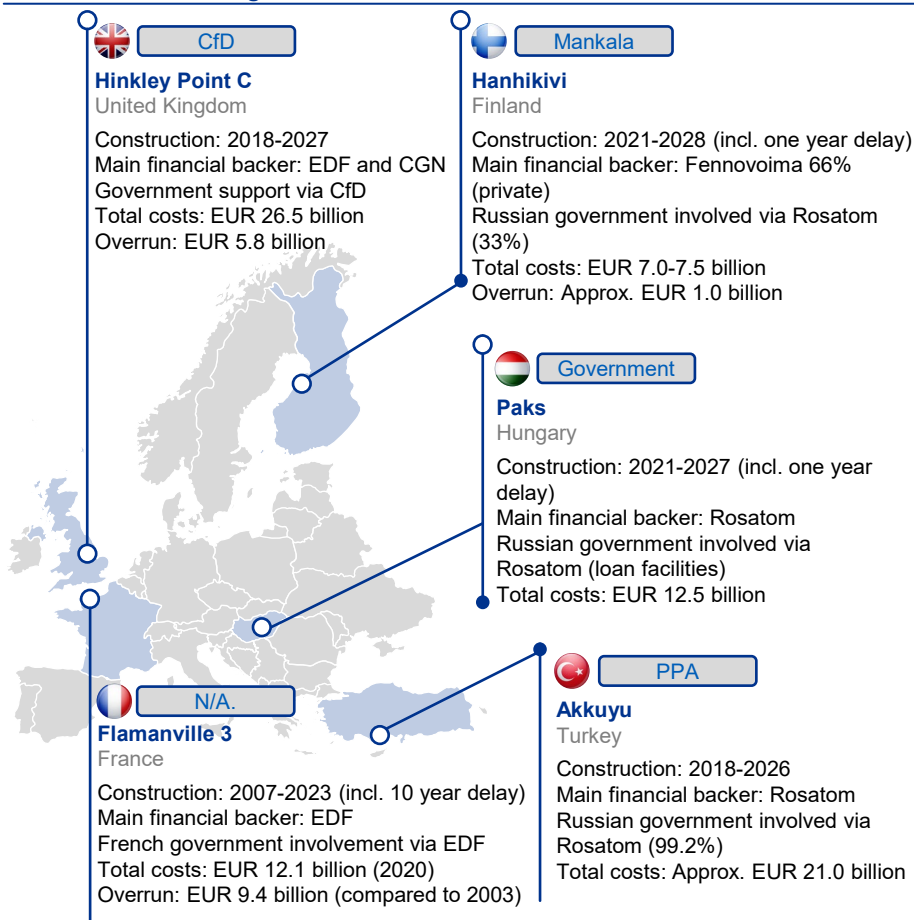 CfD
Hinkley Point C
United Kingdom
Construction: 2018-2027
Main financial backer: EDF and CGN
Government support via CfD
Total costs: EUR 26.5 billion
Overrun: EUR 5.8 billion
Mankala
Hanhikivi
Finland
Construction: 2021-2028 (incl. one year delay)
Main financial backer: Fennovoima 66%
(private)
Russian government involved via Rosatom
(33%)
Total costs: EUR 7.0-7.5 billion
Overrun: Approx. EUR 1.0 billion
Government
Paks
Hungary
Construction: 2021-2027 (incl. one year
delay)
Main financial backer: Rosatom
Russian government involved via
Rosatom (loan facilities)
Total costs: EUR 12.5 billion
N/A.
Flamanville 3
France
Construction: 2007-2023 (incl. 10 year delay)
Main financial backer: EDF
French government involvement via EDF
Total costs: EUR 12.1 billion (2020)
Overrun: EUR 9.4 billion (compared to 2003)
PPA
Akkuyu
Turkey
Construction: 2018-2026
Main financial backer: Rosatom
Russian government involved via
Rosatom (99.2%)
Total costs: Approx. EUR 21.0 billion